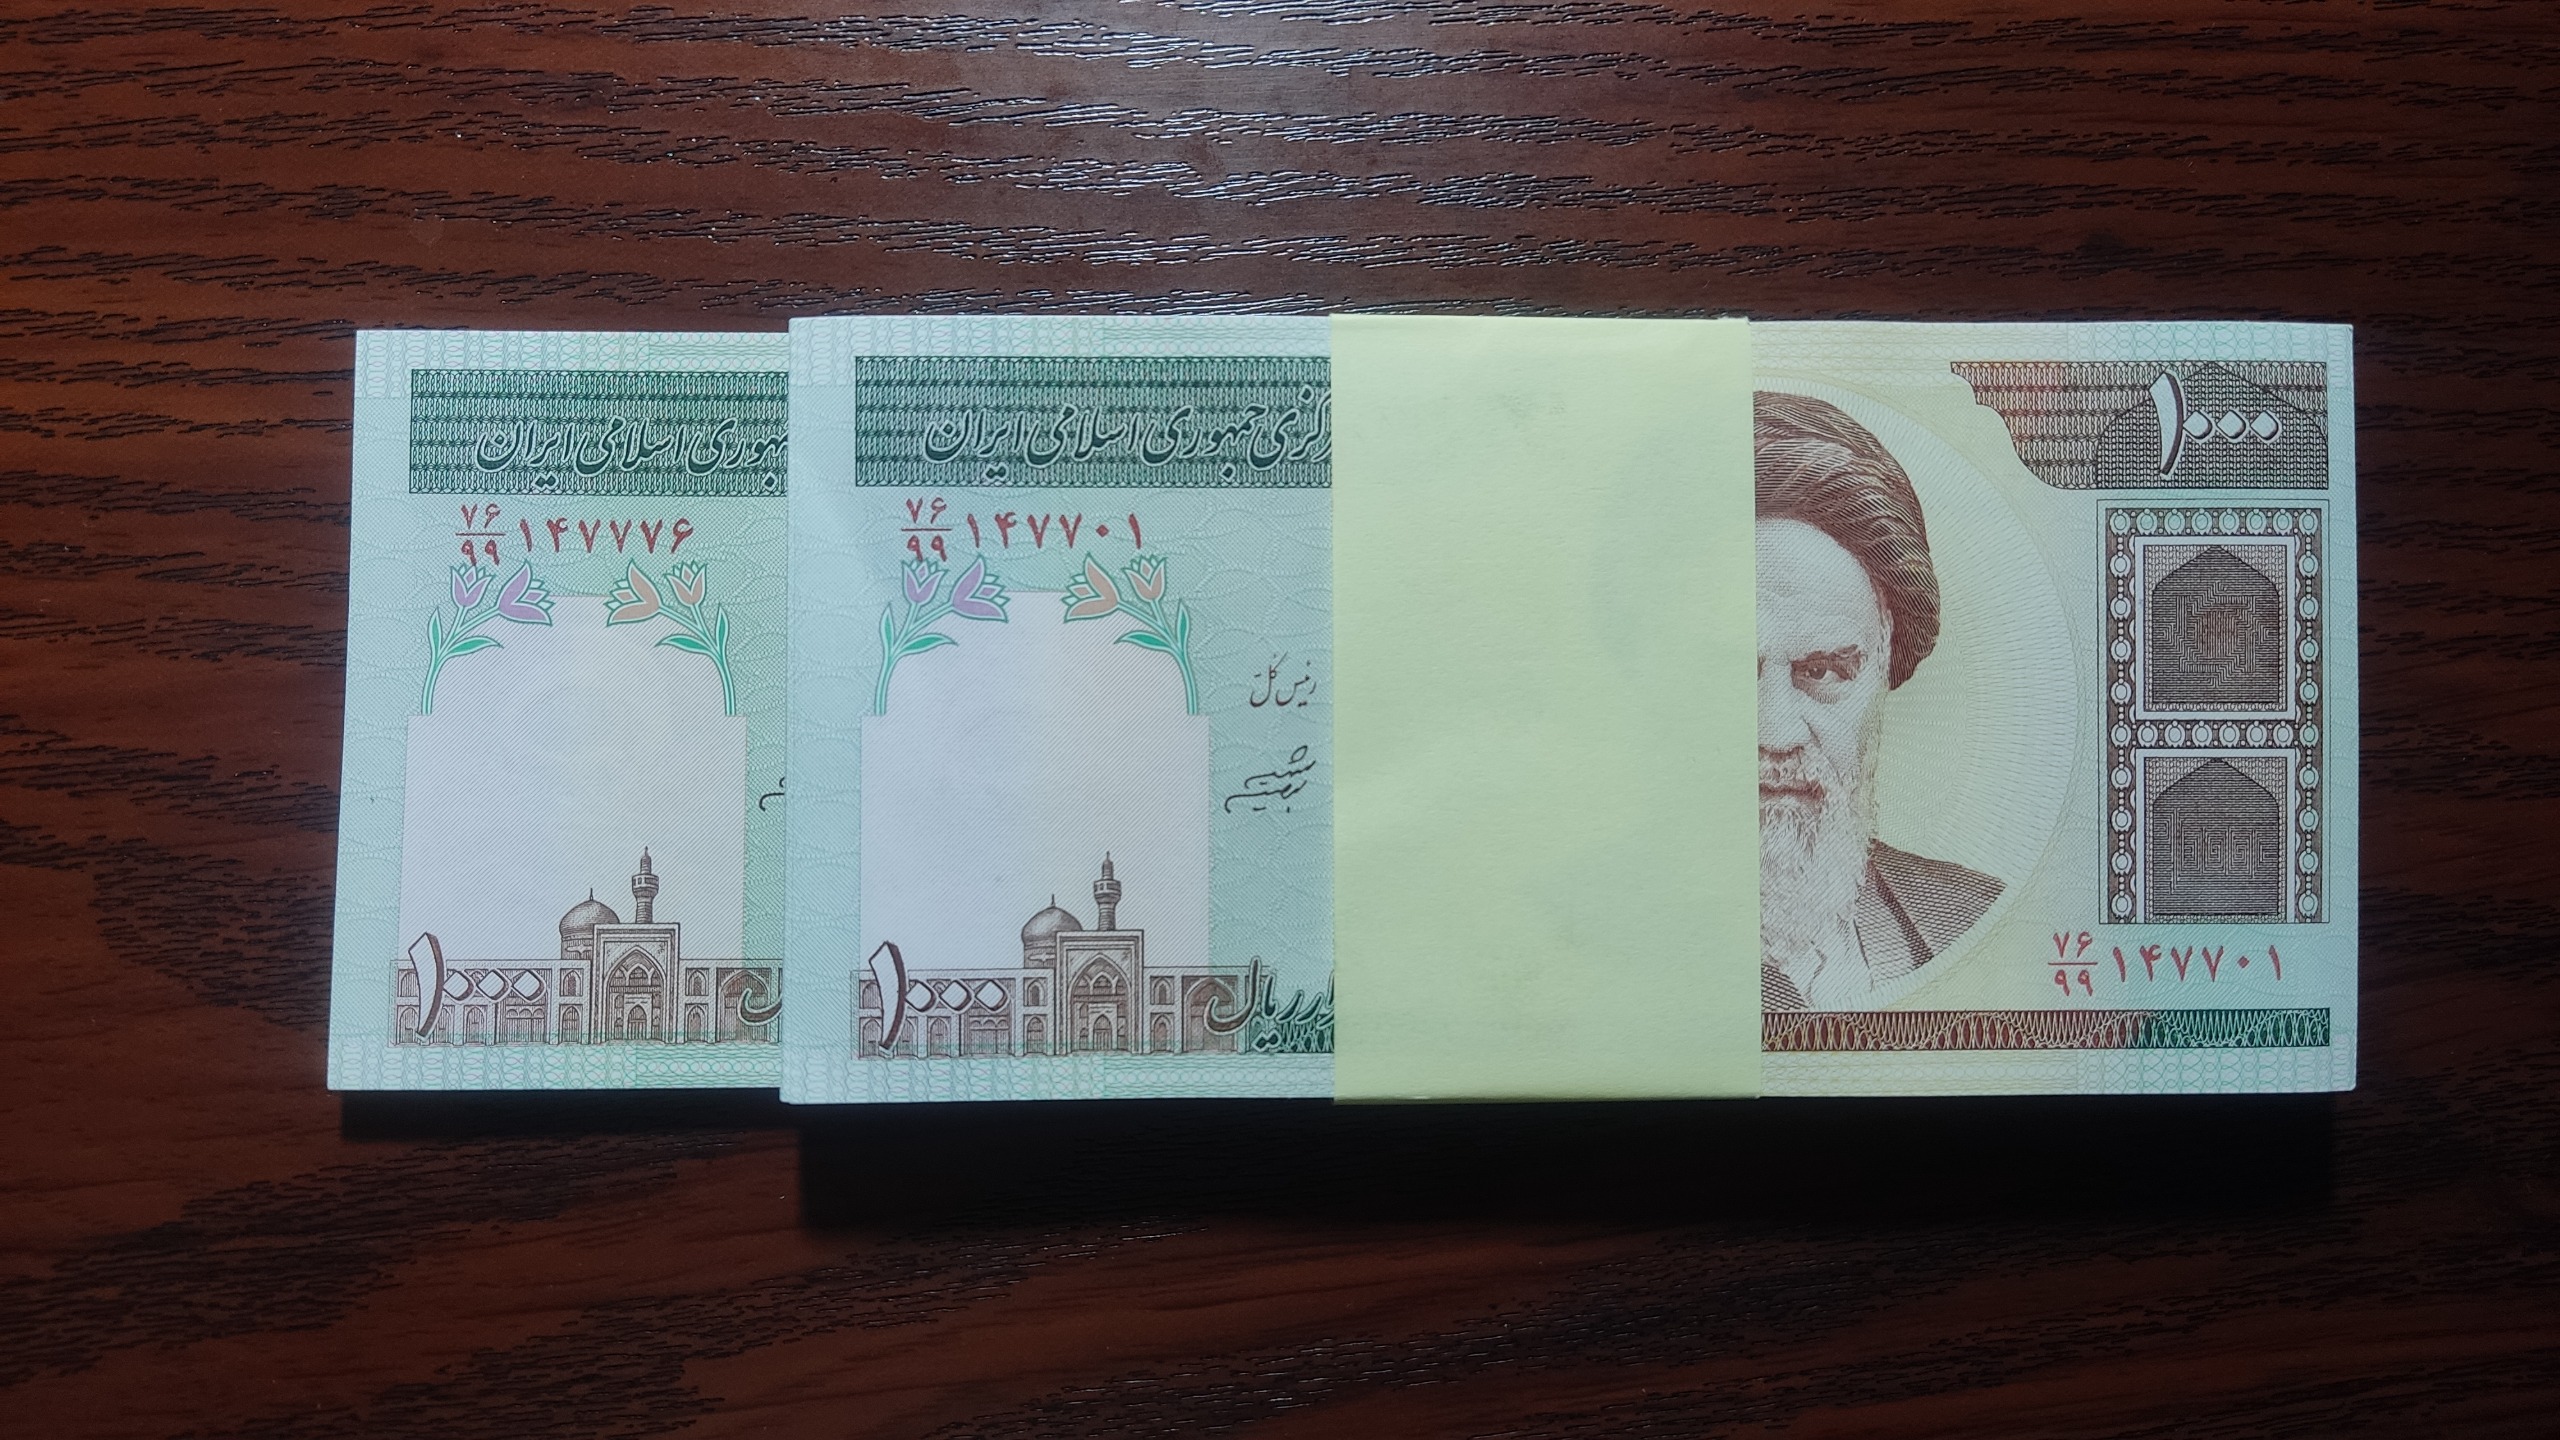 جمهوری اسلامی ایران
۷۶/۹۹ ۱۴۷۷۷۶
۱۰۰۰
مرکزی جمهوری اسلامی ایران
۷۶/۹۹ ۱۴۷۷۰۱
رئیس کل
۱۰۰۰
ریال
۱۰۰۰
۷۶/۹۹ ۱۴۷۷۰۱